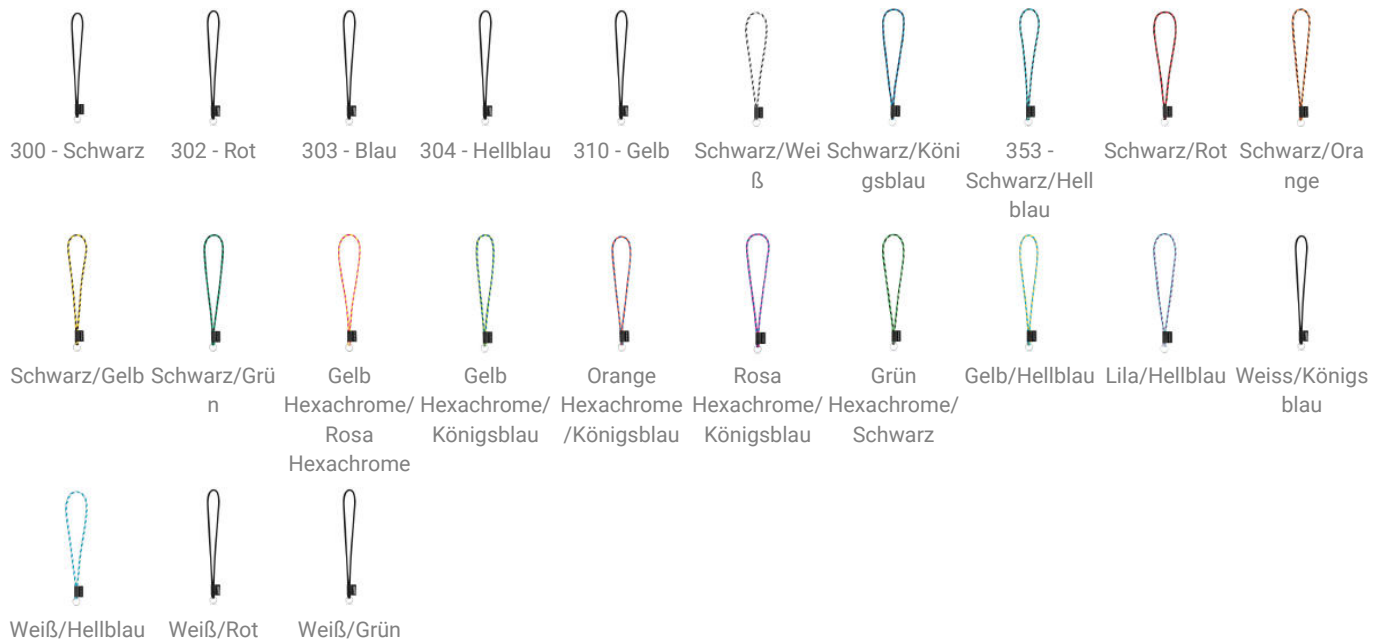 300 - Schwarz 302 - Rot 303 - Blau 304 - Hellblau 310 - Gelb Schwarz/Wei Schwarz/Köni 353 - Schwarz/Rot Schwarz/Ora
ß gsblau Schwarz/Hell nge
blau
Schwarz/Gelb Schwarz/Grü Gelb Gelb Orange Rosa Grün Gelb/Hellblau Lila/Hellblau Weiss/Königs
n Hexachrome/ Hexachrome/ Hexachrome Hexachrome/ Hexachrome/ blau
Rosa Königsblau /Königsblau Königsblau Schwarz
Hexachrome
Weiß/Hellblau Weiß/Rot Weiß/Grün